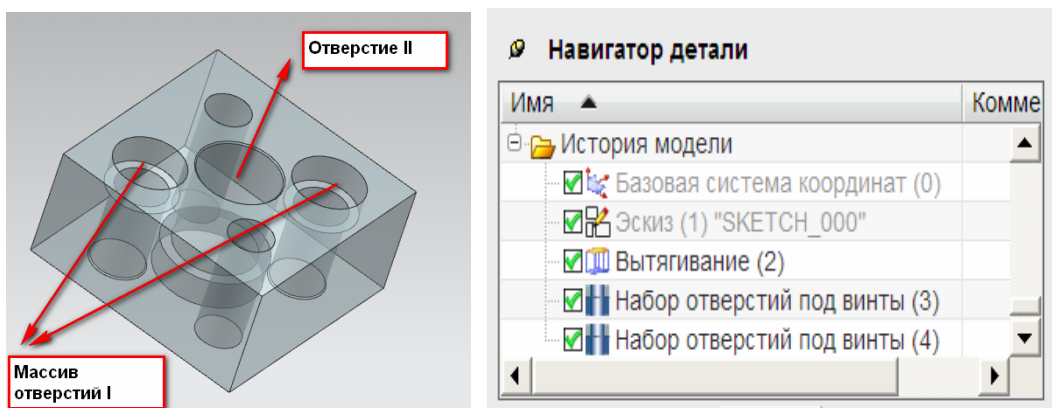 Отверстие II
Массив
отверстий I
Навигатор детали
Имя
Комме
История модели
Базовая система координат (0)
Эскиз (1) "SKETCH_000"
Вытягивание (2)
Набор отверстий под винты (3)
Набор отверстий под винты (4)